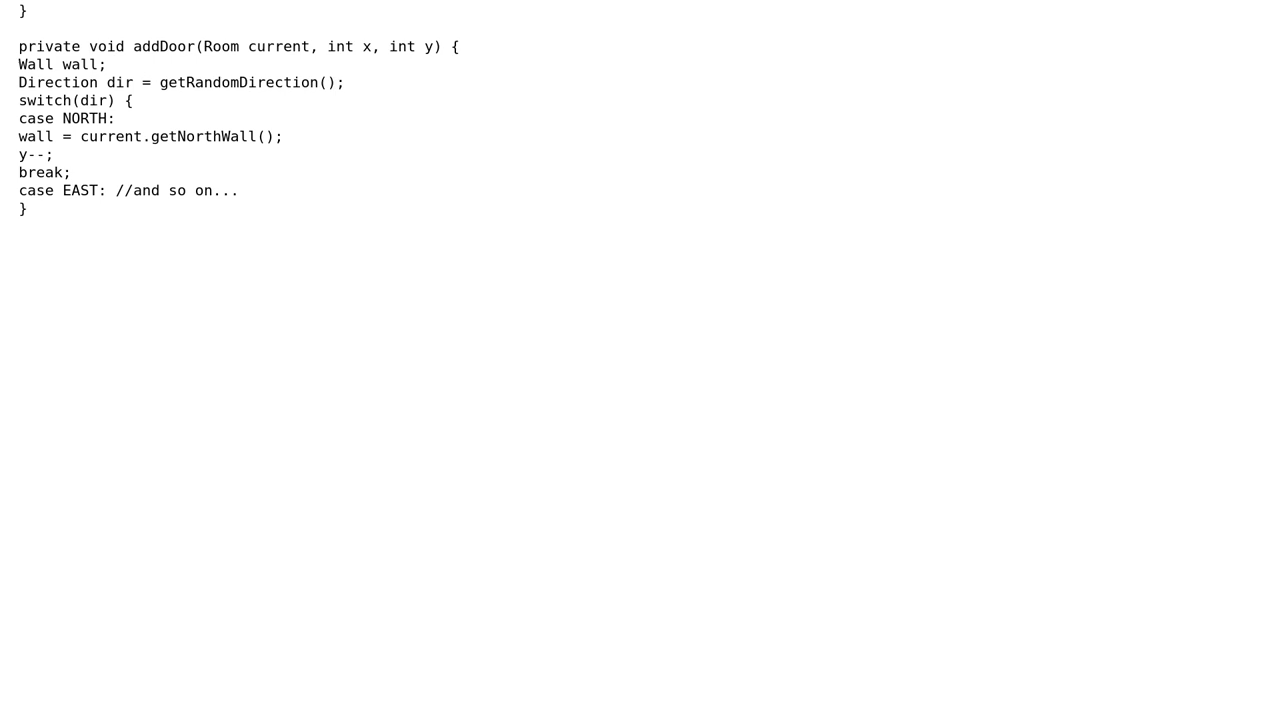 }

private void addDoor(Room current, int x, int y) {
Wall wall;
Direction dir = getRandomDirection();
switch(dir) {
case NORTH:
wall = current.getNorthWall();
y--;
break;
case EAST: //and so on...
}